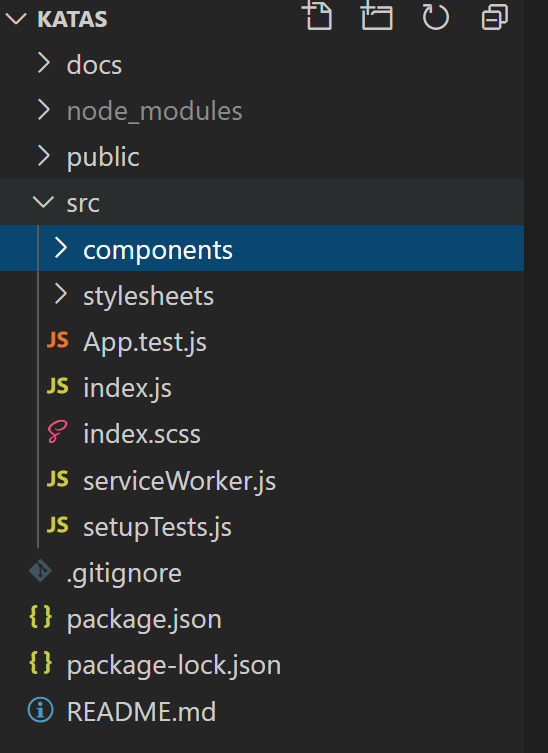 KATAS
docs
node_modules
public
src
components
stylesheets
JS App.test.js
JS index.js
index.scss
JS serviceWorker.js
JS setupTests.js
.gitignore
{} package.json
{} package-lock.json
README.md